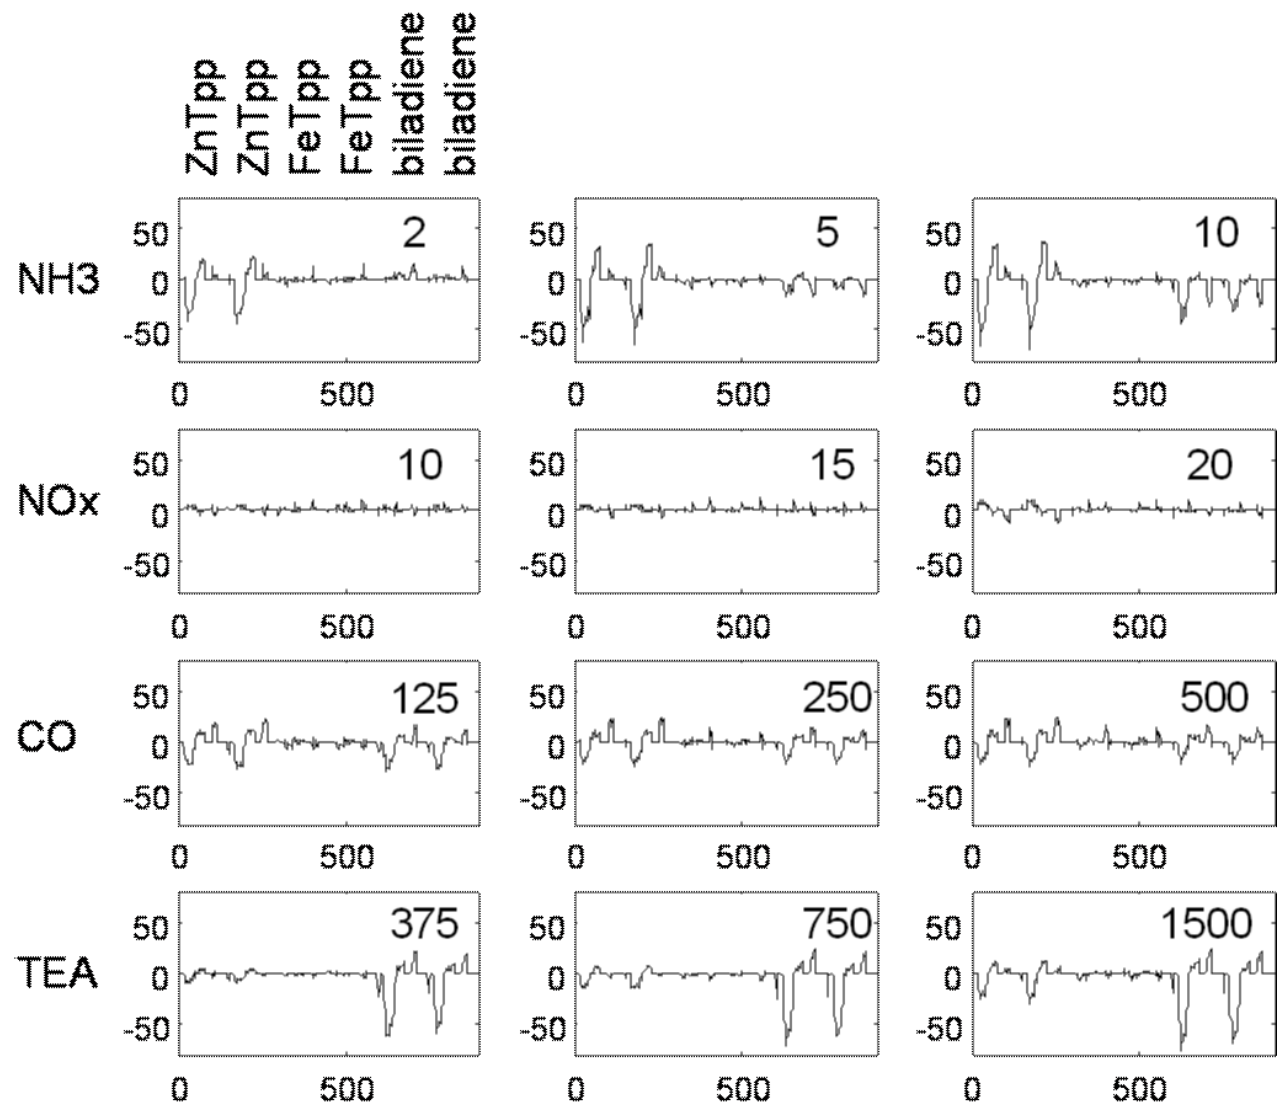 ZnTpp ZnTpp FeTpp FeTpp biladiene biladiene
NH3
50 0 -50 2 0 500
50 0 -50 5 0 500
50 0 -50 10 0 500
NOx
50 0 -50 10 0 500
50 0 -50 15 0 500
50 0 -50 20 0 500
CO
50 0 -50 125 0 500
50 0 -50 250 0 500
50 0 -50 500 0 500
TEA
50 0 -50 375 0 500
50 0 -50 750 0 500
50 0 -50 1500 0 500